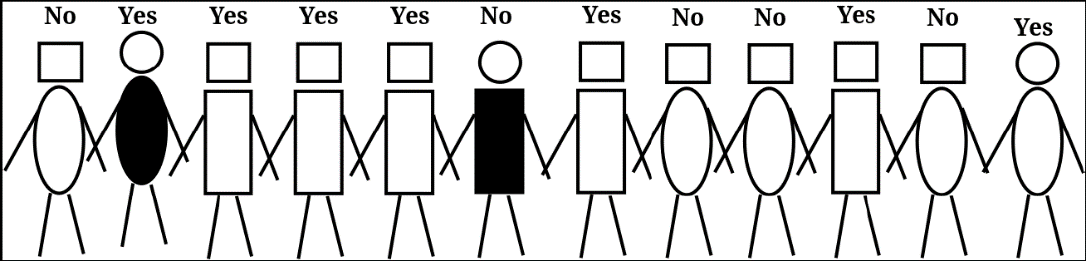 No Yes Yes Yes Yes No Yes No No Yes No Yes